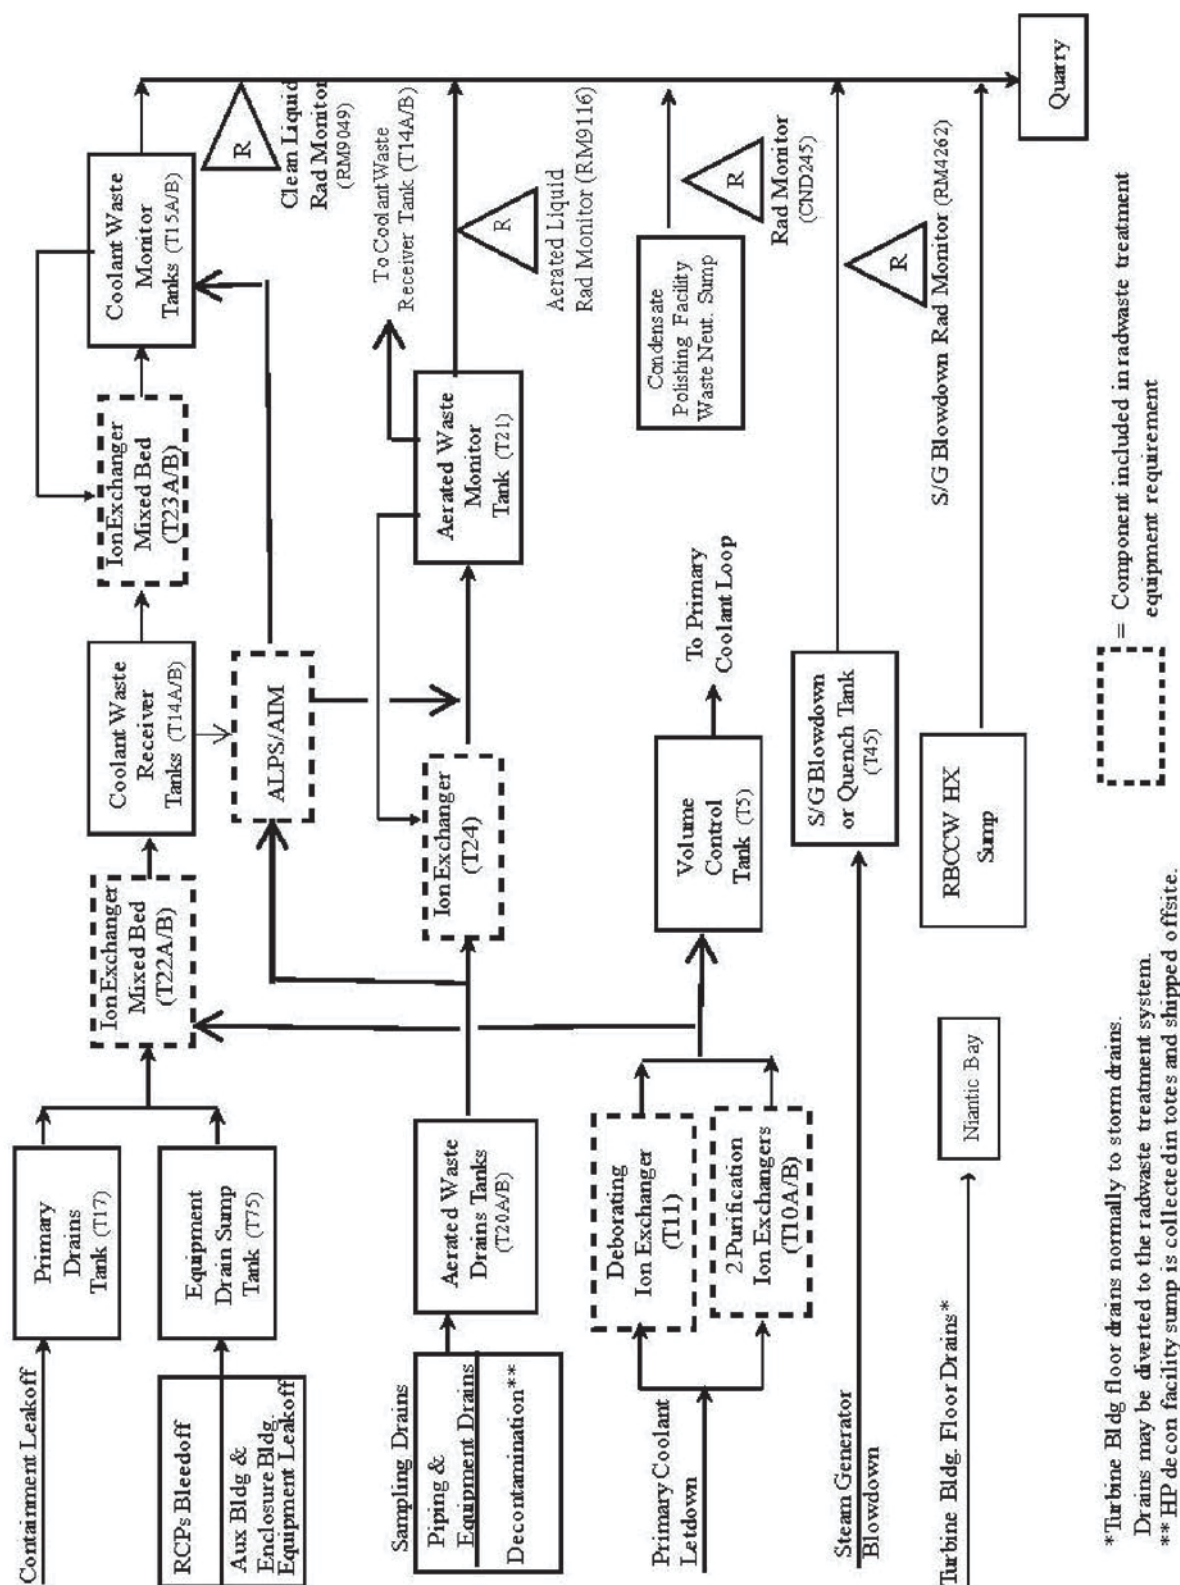 Containment Leakoff
Primary
Drains
Tank (T17)
RCPs Bleedoff
Aux Bldg &
Enclosure Bldg.
Equipment Leakoff
Equipment
Drain Sump
Tank (T75)
Ion Exchanger
Mixed Bed
(T22A/B)
Coolant Waste
Receiver
Tanks (T14A/B)
Ion Exchanger
Mixed Bed
(T23A/B)
Coolant Waste
Monitor
Tanks (T15A/B)
R
Clean Liquid
Rad Monitor
(RM9049)
ALPS/AIM
To Coolant Waste
Receiver Tank (T14A/B)
Sampling Drains
Piping &
Equipment Drains
Decontamination**
Aerated Waste
Drains Tanks
(T20A/B)
Ion Exchanger
(T24)
Aerated Waste
Monitor
Tank (T21)
R
Aerated Liquid
Rad Monitor (RM9116)
Primary Coolant
Letdown
Deborating
Ion Exchanger
(T11)
2 Purification
Ion Exchangers
(T10A/B)
Volume
Control
Tank (T5)
To Primary
Coolant Loop
Condensate
Polishing Facility
Waste Neut. Sump
R
Rad Monitor
(CND245)
Steam Generator
Blowdown
S/G Blowdown
or Quench Tank
(T45)
R
S/G Blowdown Rad Monitor (RM4262)
RBCCW HX
Sump
Quarry
Turbine Bldg. Floor Drains*
Niantic Bay
= Component included in radwaste treatment
equipment requirement
*Turbine Bldg floor drains normally to storm drains.
Drains may be diverted to the radwaste treatment system.
** HP decon facility sump is collected in totes and shipped offsite.